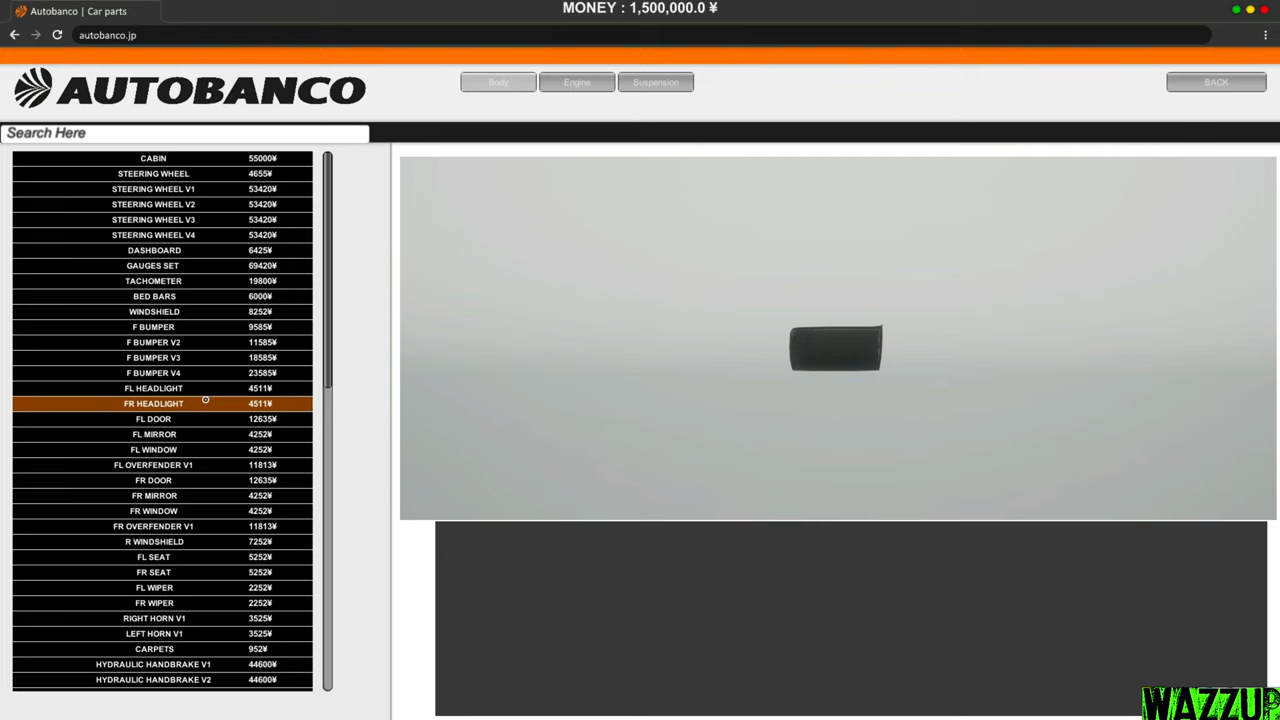 Autobanco | Car parts
MONEY : 1,500,000.0 ¥
autobanco.jp
AUTOBANCO
Body
Engine
Suspension
BACK
Search Here
CABIN 55000¥
STEERING WHEEL 4655¥
STEERING WHEEL V1 53420¥
STEERING WHEEL V2 53420¥
STEERING WHEEL V3 53420¥
STEERING WHEEL V4 53420¥
DASHBOARD 6425¥
GAUGES SET 69420¥
TACHOMETER 19800¥
BED BARS 6000¥
WINDSHIELD 8252¥
F BUMPER 9585¥
F BUMPER V2 11585¥
F BUMPER V3 18585¥
F BUMPER V4 23585¥
FL HEADLIGHT 4511¥
FR HEADLIGHT 4511¥
FL DOOR 12635¥
FL MIRROR 4252¥
FL WINDOW 4252¥
FL OVERFENDER V1 11813¥
FR DOOR 12635¥
FR MIRROR 4252¥
FR WINDOW 4252¥
FR OVERFENDER V1 11813¥
R WINDSHIELD 7252¥
FL SEAT 5252¥
FR SEAT 5252¥
FL WIPER 2252¥
FR WIPER 2252¥
RIGHT HORN V1 3525¥
LEFT HORN V1 3525¥
CARPETS 952¥
HYDRAULIC HANDBRAKE V1 44600¥
HYDRAULIC HANDBRAKE V2 44600¥
WAZZUP